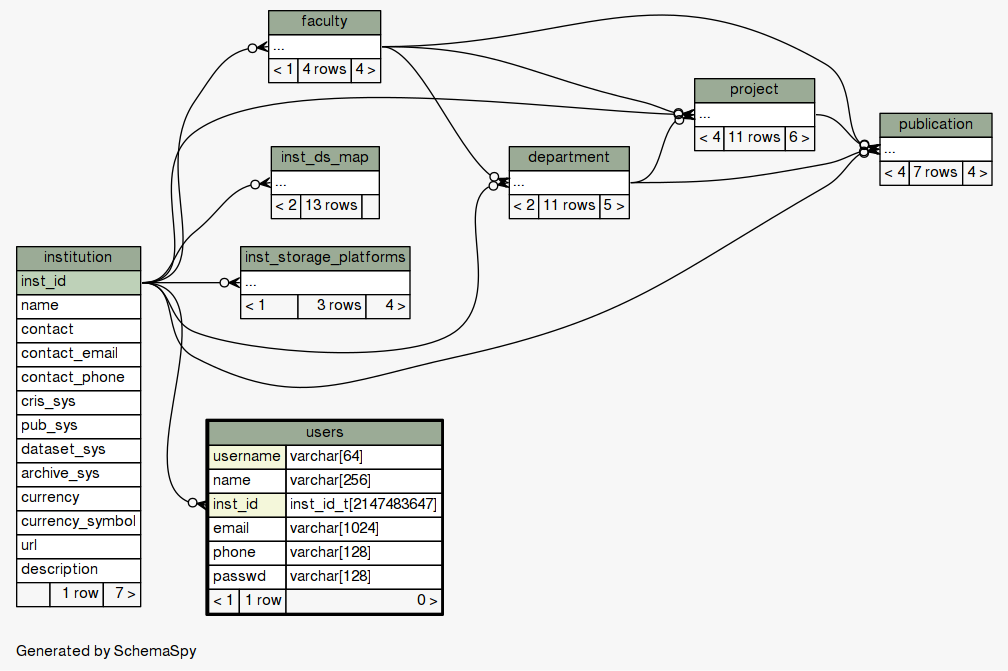 faculty
...
< 1 4 rows 4 >
project
...
< 4 11 rows 6 >
publication
...
< 4 7 rows 4 >
inst_ds_map
...
< 2 13 rows
department
...
< 2 11 rows 5 >
institution
inst_id
name
contact
contact_email
contact_phone
cris_sys
pub_sys
dataset_sys
archive_sys
currency
currency_symbol
url
description
1 row 7 >
inst_storage_platforms
...
< 1 3 rows 4 >
users
username varchar[64]
name varchar[256]
inst_id inst_id_t[2147483647]
email varchar[1024]
phone varchar[128]
passwd varchar[128]
< 1 1 row 0 >
Generated by SchemaSpy